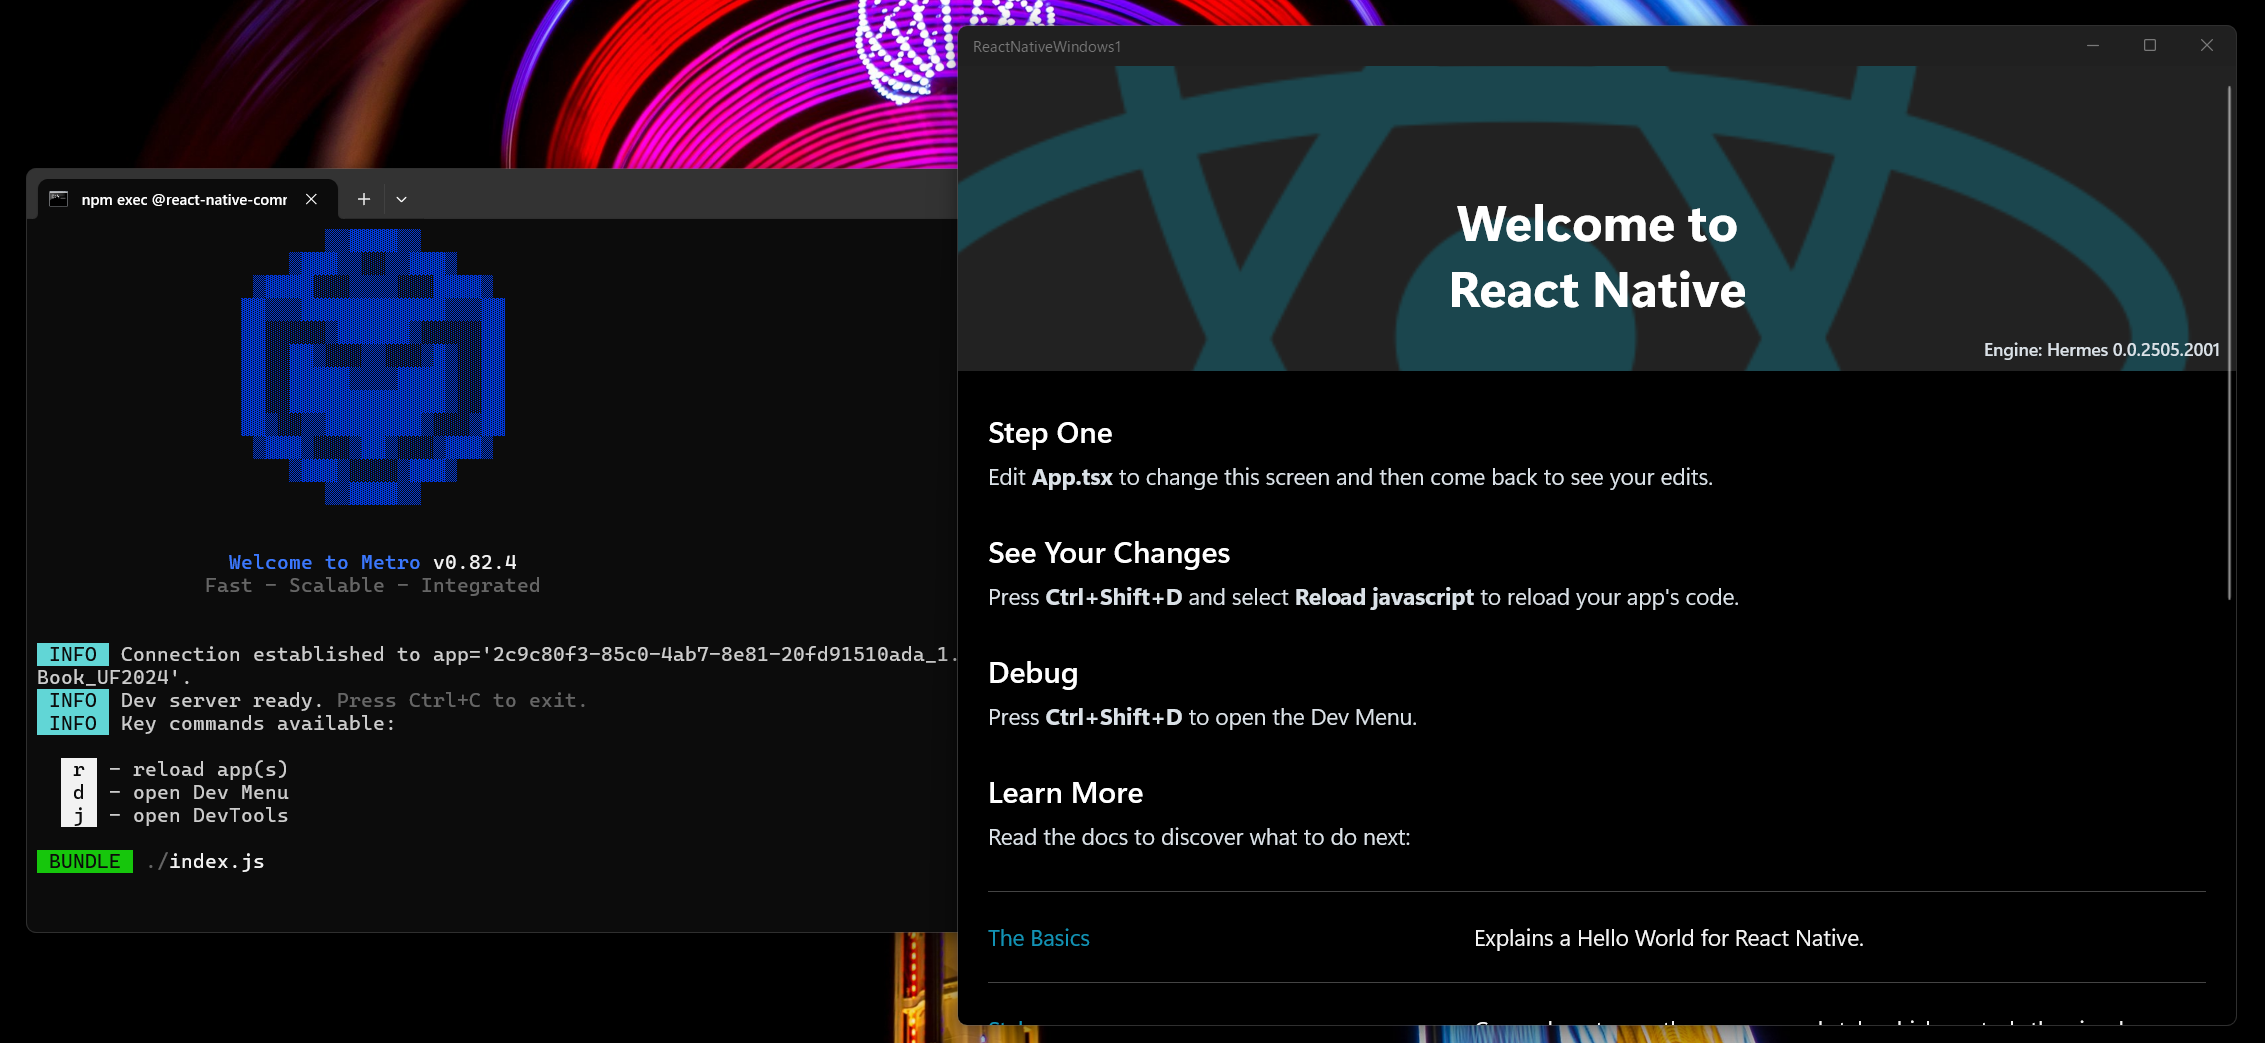 npm exec @react-native-comr
Welcome to Metro v0.82.4
Fast - Scalable - Integrated
INFO Connection established to app='2c9c80f3-85c0-4ab7-8e81-20fd91510ada_1.
Book_UF2024'.
INFO Dev server ready. Press Ctrl+C to exit.
INFO Key commands available:
r - reload app(s)
d - open Dev Menu
j - open DevTools
BUNDLE ./index.js
ReactNativeWindows1
Welcome to
React Native
Engine: Hermes 0.0.2505.2001
Step One
Edit App.tsx to change this screen and then come back to see your edits.
See Your Changes
Press Ctrl+Shift+D and select Reload javascript to reload your app's code.
Debug
Press Ctrl+Shift+D to open the Dev Menu.
Learn More
Read the docs to discover what to do next:
The Basics
Explains a Hello World for React Native.